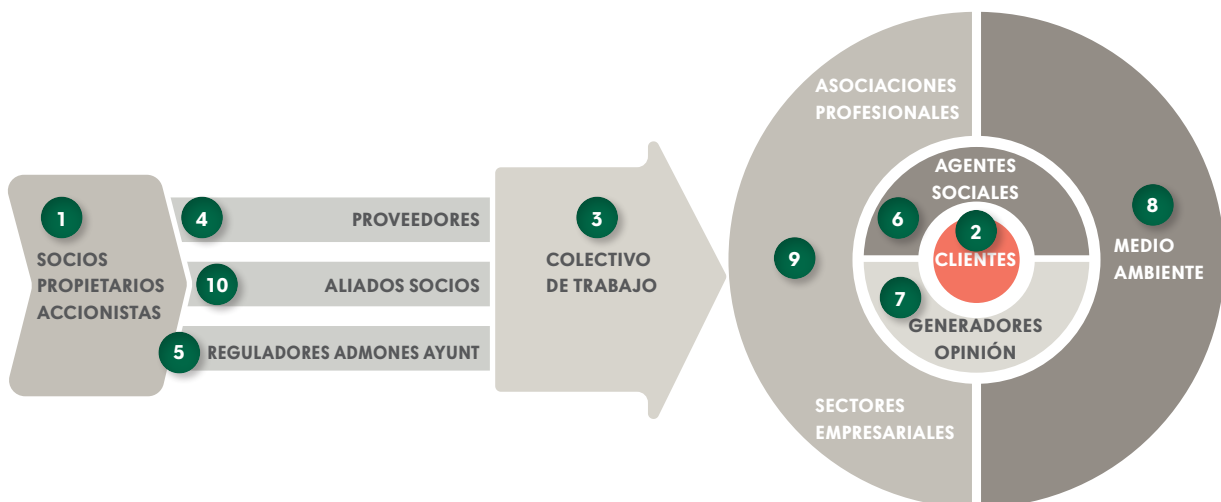 1
SOCIOS
PROPIETARIOS
ACCIONISTAS
4
PROVEEDORES
10
ALIADOS SOCIOS
5
REGULADORES ADMONES AYUNT
3
COLECTIVO
DE TRABAJO
ASOCIACIONES
PROFESIONALES
9
SECTORES
EMPRESARIALES
AGENTES
SOCIALES
6
2
CLIENTES
7
GENERADORES
OPINIÓN
8
MEDIO
AMBIENTE